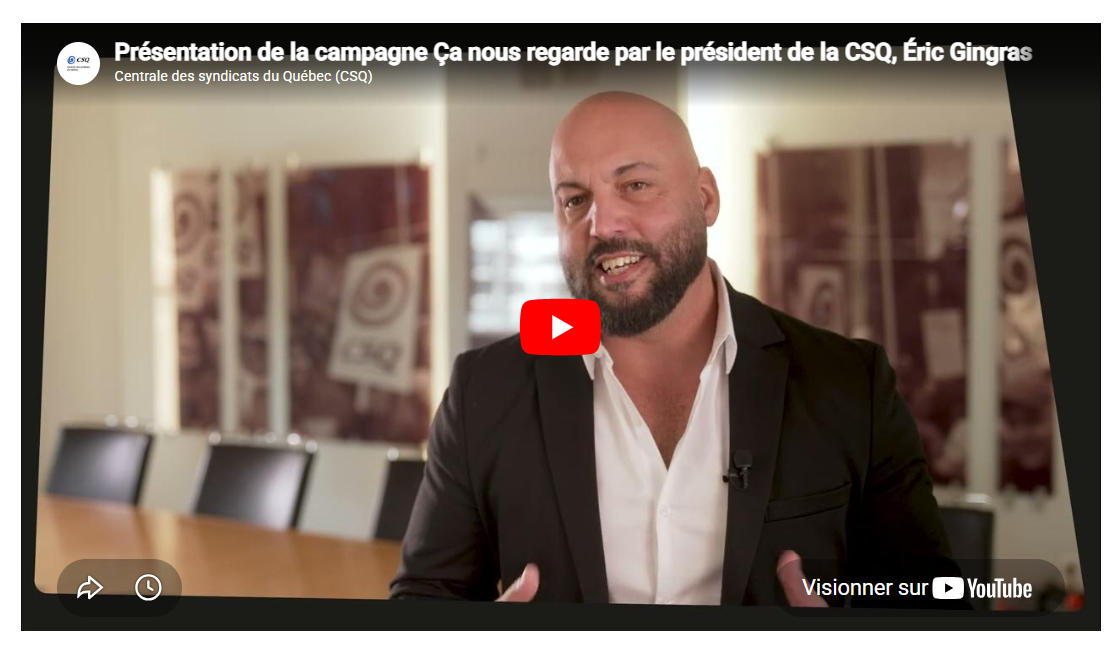 CSQ
Présentation de la campagne Ça nous regarde par le président de la CSQ, Éric Gingras
Centrale des syndicats du Québec (CSQ)
CSQ
Visionner sur YouTube